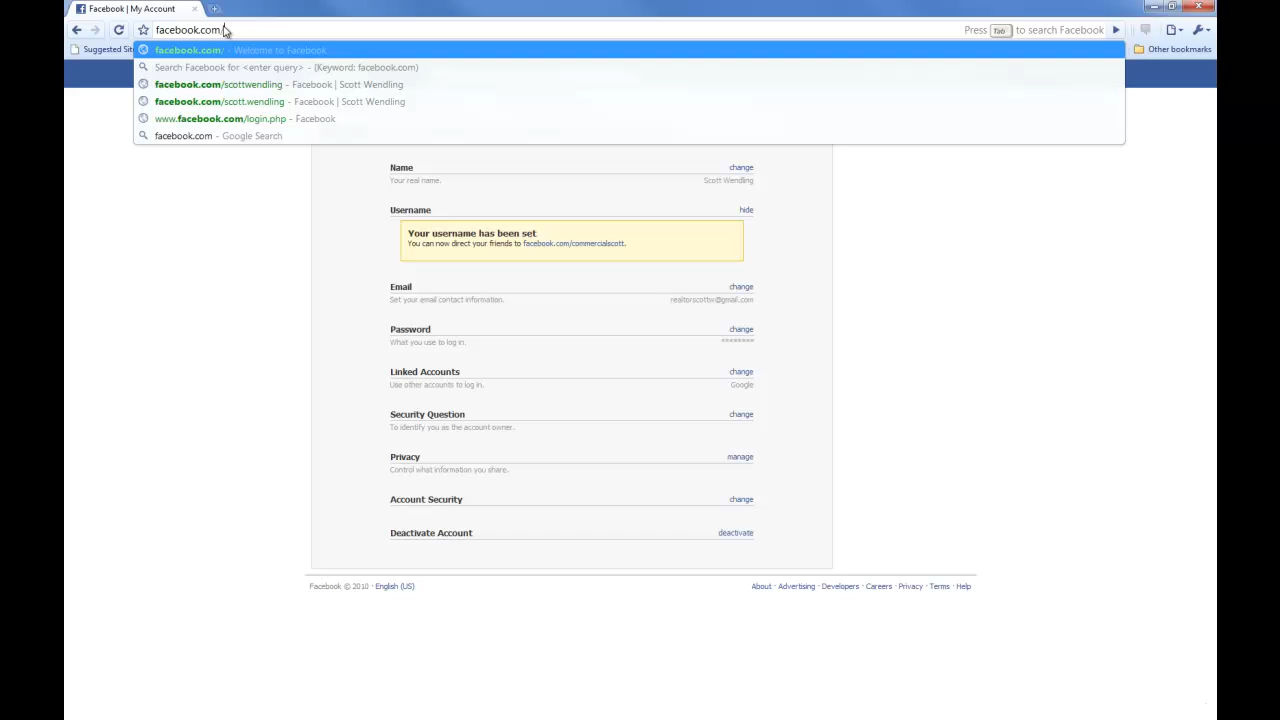 Facebook | My Account
facebook.com/
Press Tab to search Facebook
facebook.com/ - Welcome to Facebook
Suggested Sit
Other bookmarks
Search Facebook for <enter query> - (Keyword: facebook.com)
facebook.com/scottwendling - Facebook | Scott Wendling
facebook.com/scott.wendling - Facebook | Scott Wendling
www.facebook.com/login.php - Facebook
facebook.com - Google Search
Name change
Your real name. Scott Wendling
Username hide
Your username has been set
You can now direct your friends to facebook.com/commercialscott.
Email change
Set your email contact information. realtorscottw@gmail.com
Password change
What you use to log in. ********
Linked Accounts change
Use other accounts to log in. Google
Security Question change
To identify you as the account owner.
Privacy manage
Control what information you share.
Account Security change
Deactivate Account deactivate
Facebook © 2010 · English (US) About · Advertising · Developers · Careers · Privacy · Terms · Help